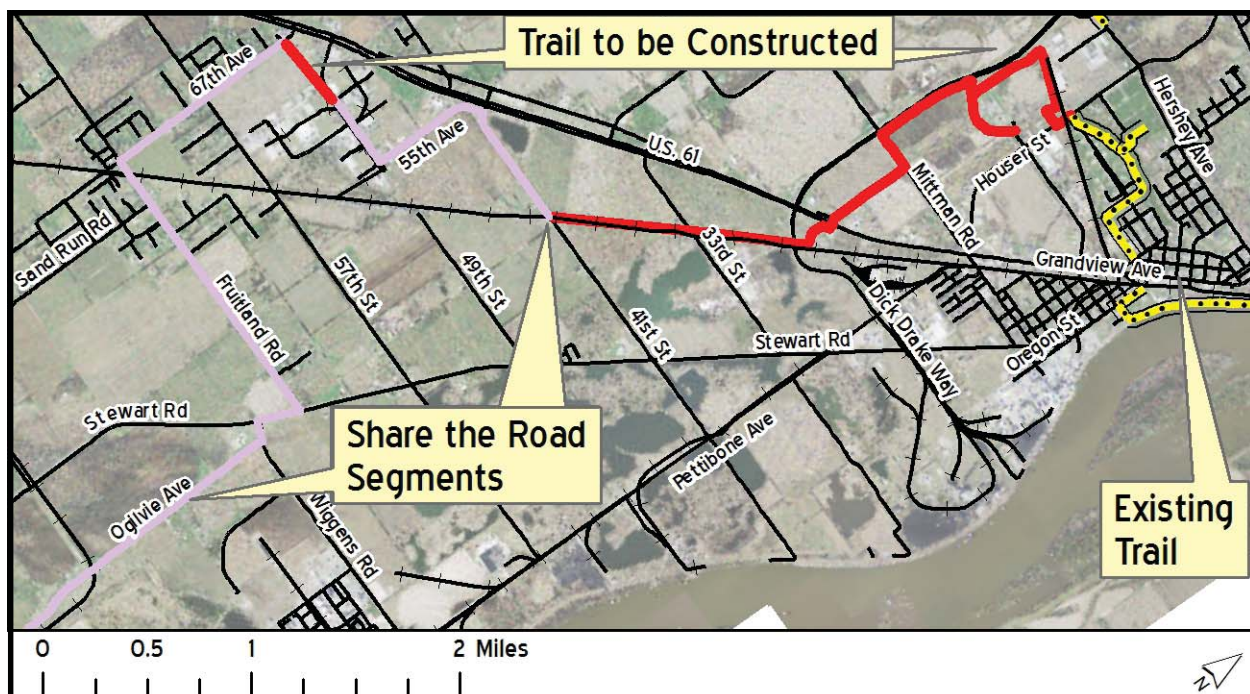 Trail to be Constructed
67th Ave
55th Ave
U.S. 61
Hershey Ave
Houser St
Mittman Rd
Sand Run Rd
33rd St
Grandview Ave
57th St
49th St
Fruitland Rd
41st St
Dick Drake Way
Stewart Rd
Oregon St
Stewart Rd
Share the Road
Segments
Pettibone Ave
Ogilvie Ave
Wiggens Rd
Existing
Trail
0 0.5 1 2 Miles
N